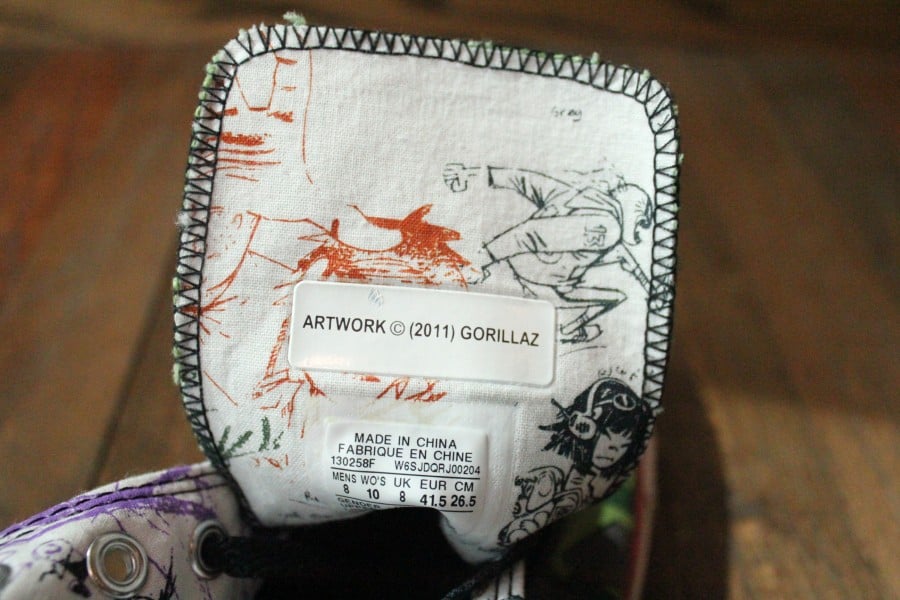 Grey
ARTWORK © (2011) GORILLAZ
MADE IN CHINA
FABRIQUE EN CHINE
130258F W6SJDQRJ00204
MENS WO'S UK EUR CM
8 10 8 41.5 26.5